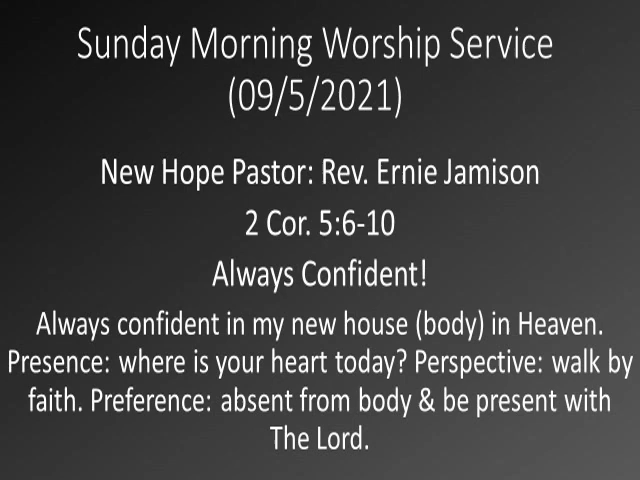 Sunday Morning Worship Service
(09/5/2021)
New Hope Pastor: Rev. Ernie Jamison
2 Cor. 5:6-10
Always Confident!
Always confident in my new house (body) in Heaven.
Presence: where is your heart today? Perspective: walk by
faith. Preference: absent from body & be present with
The Lord.